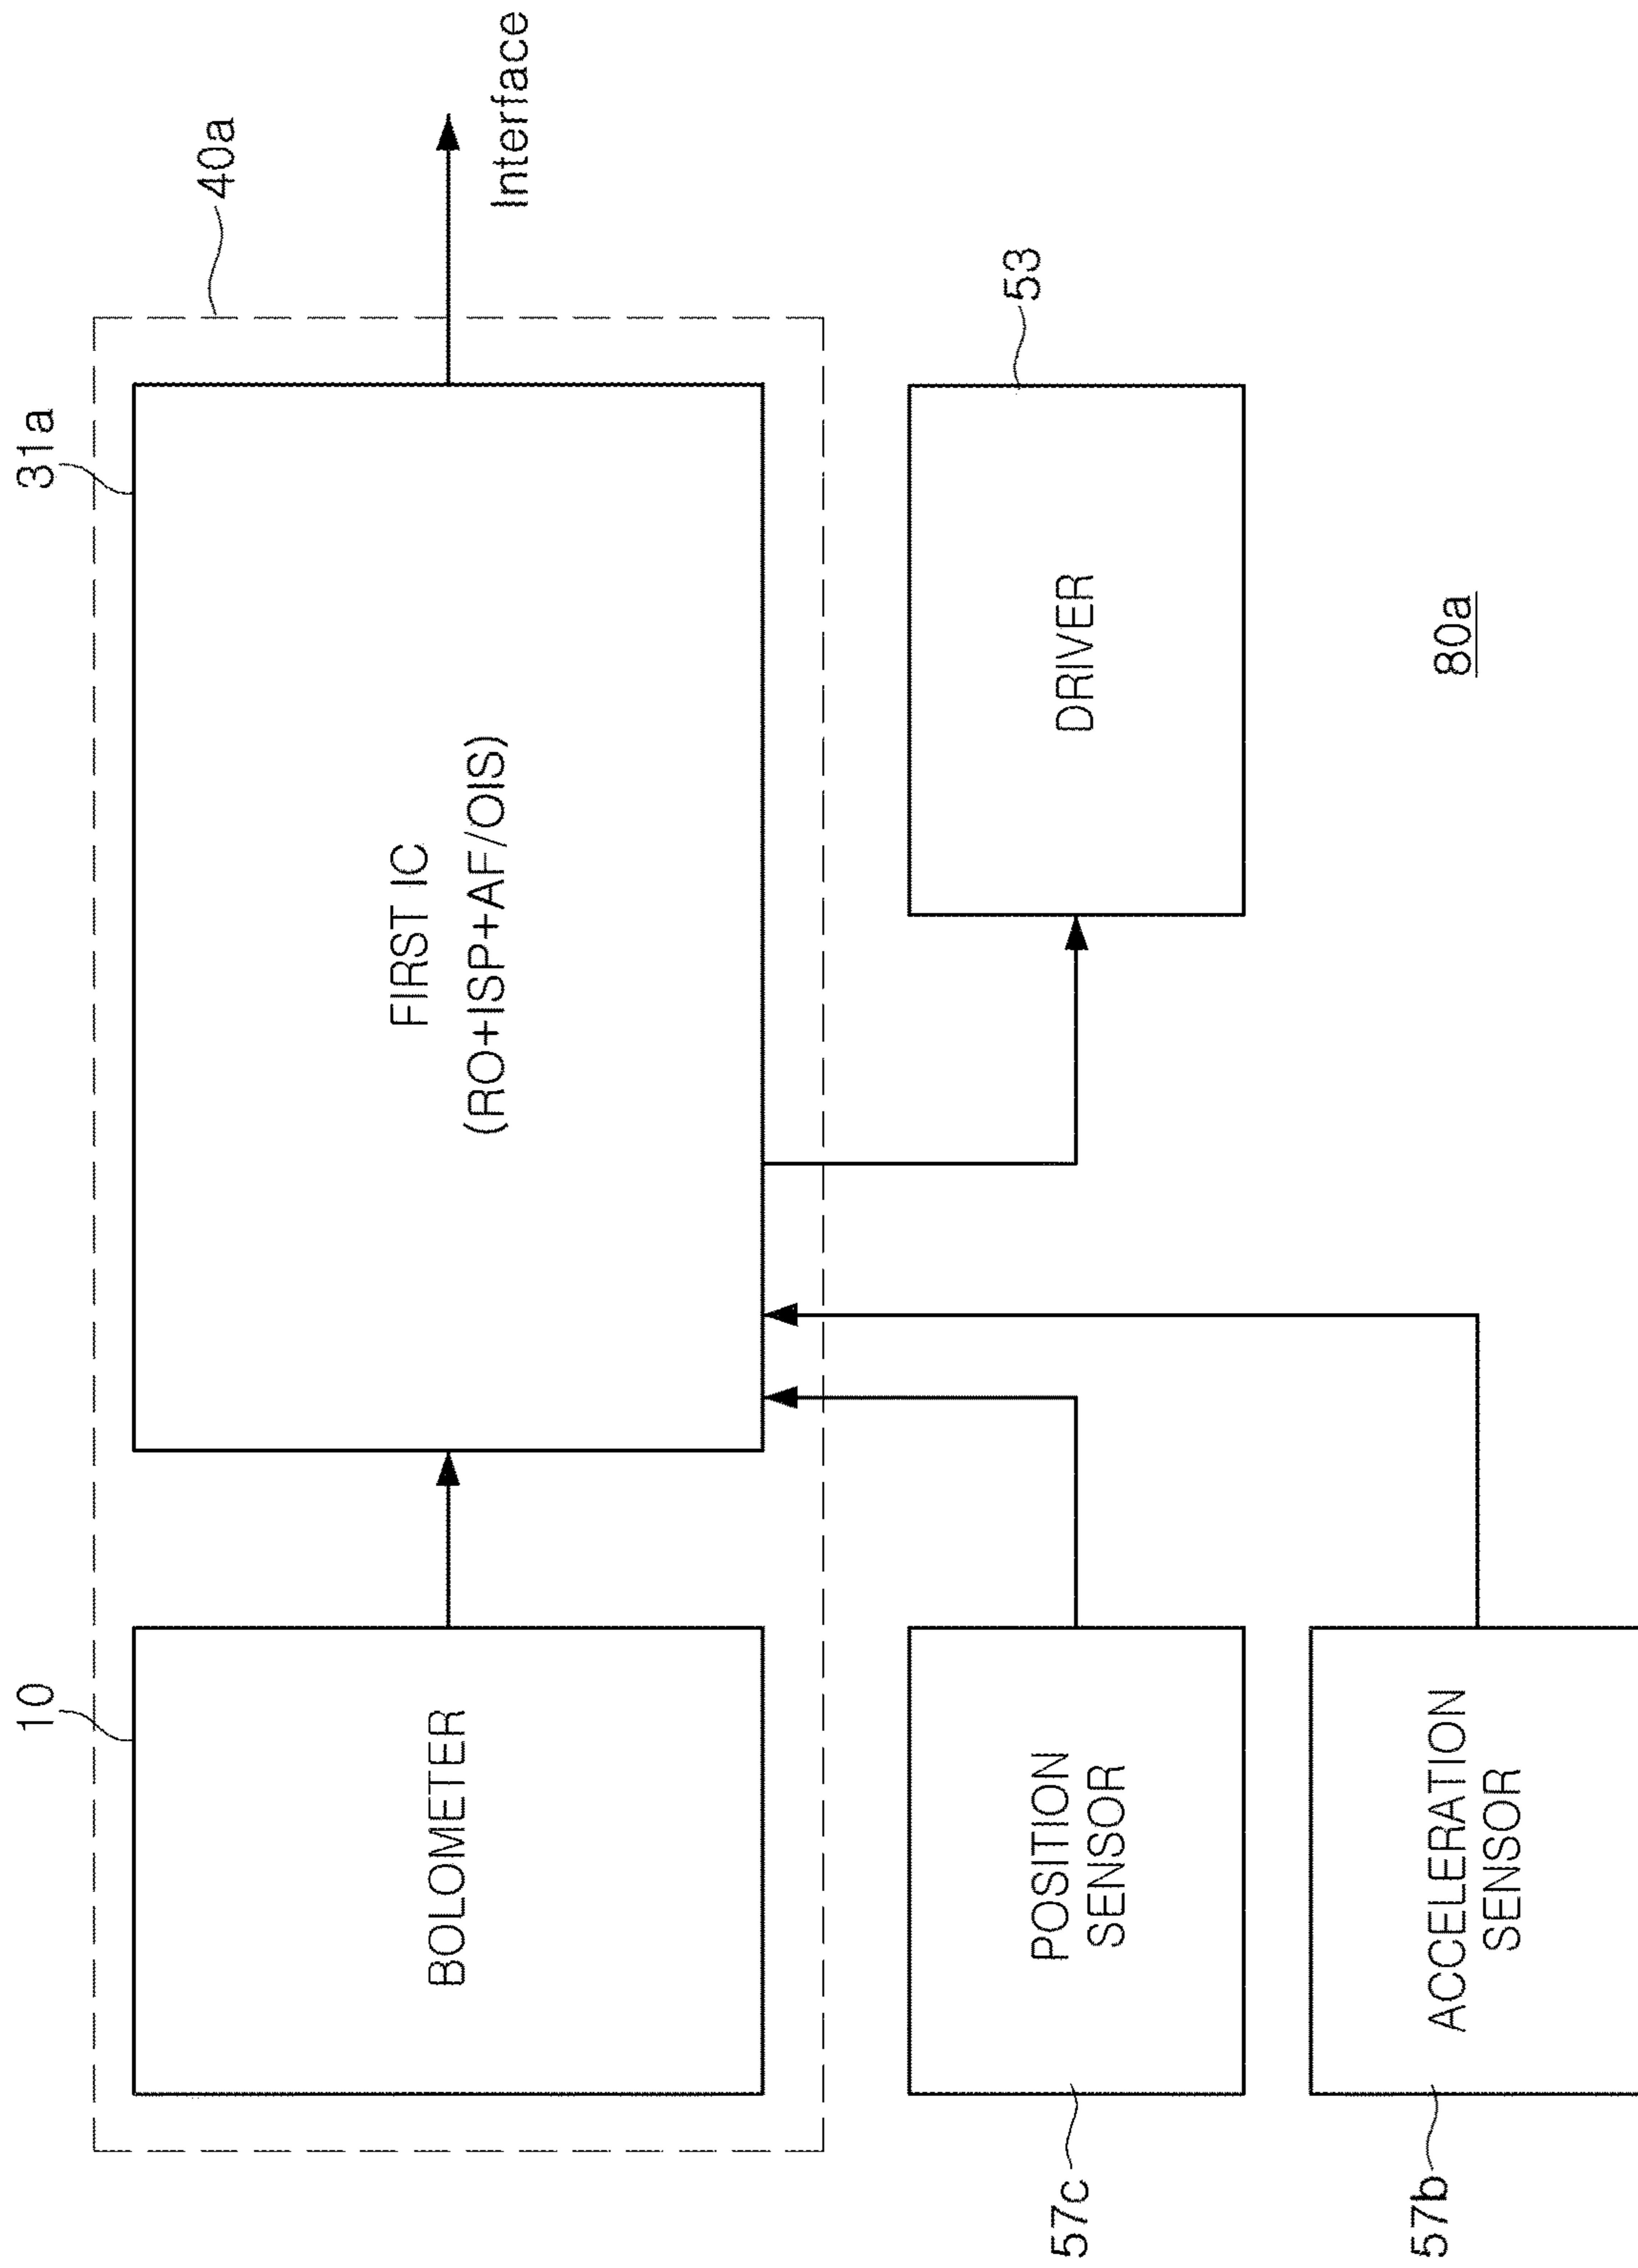 10
31a
40a
BOLOMETER
FIRST IC
(RO+ISP+AF/OIS)
Interface
57c
POSITION
SENSOR
DRIVER
53
57b
ACCELERATION
SENSOR
80a